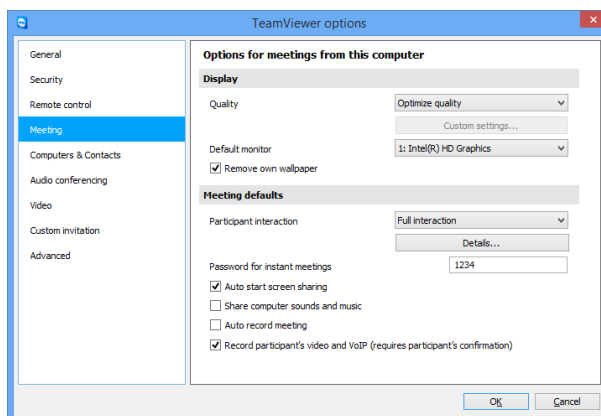 TeamViewer options
General
Security
Remote control
Meeting
Computers & Contacts
Audio conferencing
Video
Custom invitation
Advanced
Options for meetings from this computer
Display
Quality
Optimize quality
Custom settings...
Default monitor
1: Intel(R) HD Graphics
Remove own wallpaper
Meeting defaults
Participant interaction
Full interaction
Details...
Password for instant meetings
1234
Auto start screen sharing
Share computer sounds and music
Auto record meeting
Record participant's video and VoIP (requires participant's confirmation)
OK
Cancel